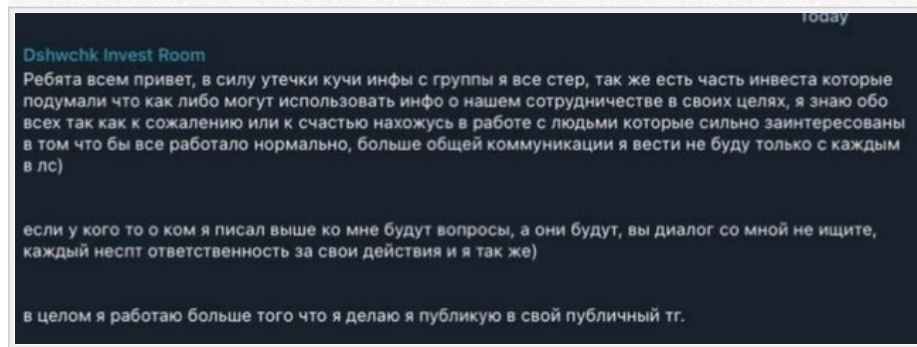 Today
Dshwchk Invest Room
Ребята всем привет, в силу утечки кучи инфы с группы я все стер, так же есть часть инвеста которые
подумали что как либо могут использовать инфо о нашем сотрудничестве в своих целях, я знаю обо
всех так как к сожалению или к счастью нахожусь в работе с людьми которые сильно заинтересованы
в том что бы все работало нормально, больше общей коммуникации я вести не буду только с каждым
в лс)
если у кого то о ком я писал выше ко мне будут вопросы, а они будут, вы диалог со мной не ищите,
каждый неспт ответственность за свои действия и я так же)
в целом я работаю больше того что я делаю я публикую в свой публичный тг.